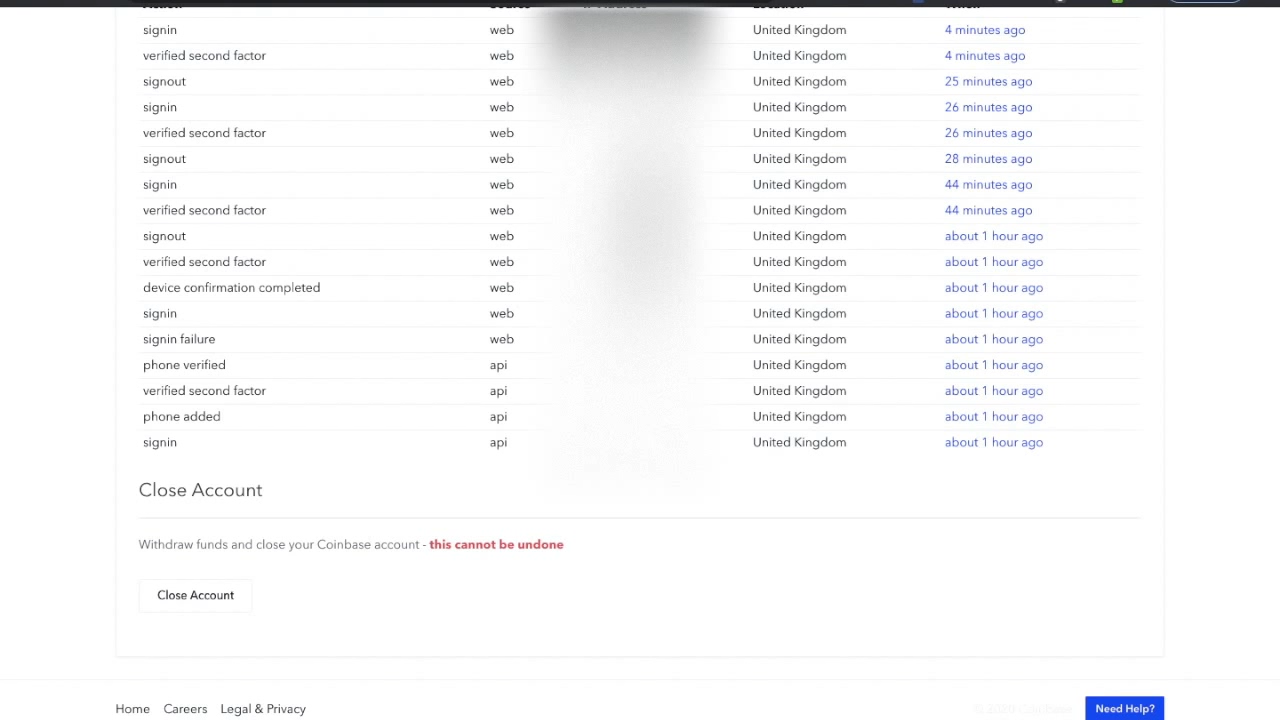 signin web United Kingdom 4 minutes ago
verified second factor web United Kingdom 4 minutes ago
signout web United Kingdom 25 minutes ago
signin web United Kingdom 26 minutes ago
verified second factor web United Kingdom 26 minutes ago
signout web United Kingdom 28 minutes ago
signin web United Kingdom 44 minutes ago
verified second factor web United Kingdom 44 minutes ago
signout web United Kingdom about 1 hour ago
verified second factor web United Kingdom about 1 hour ago
device confirmation completed web United Kingdom about 1 hour ago
signin web United Kingdom about 1 hour ago
signin failure web United Kingdom about 1 hour ago
phone verified api United Kingdom about 1 hour ago
verified second factor api United Kingdom about 1 hour ago
phone added api United Kingdom about 1 hour ago
signin api United Kingdom about 1 hour ago
Close Account
Withdraw funds and close your Coinbase account - this cannot be undone
Close Account
Home Careers Legal & Privacy © 2020 Coinbase Need Help?